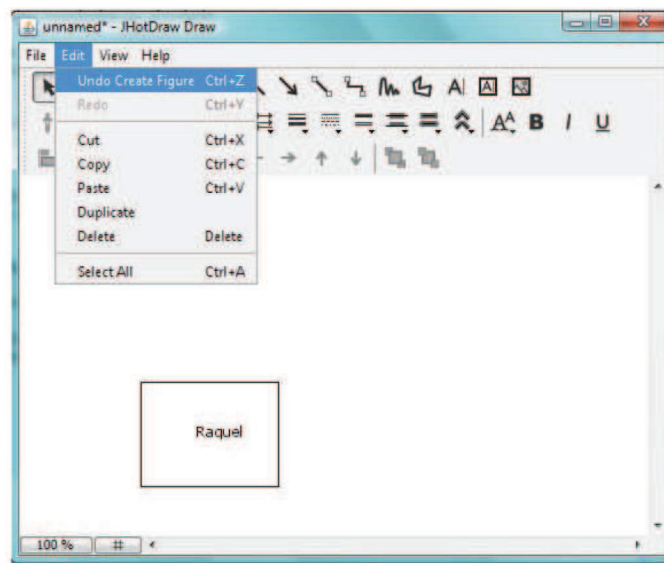 unnamed* - JHotDraw Draw
File Edit View Help
Undo Create Figure Ctrl+Z
Redo Ctrl+Y
Cut Ctrl+X
Copy Ctrl+C
Paste Ctrl+V
Duplicate
Delete Delete
Select All Ctrl+A
A A
AA B I U
Raquel
100 % #